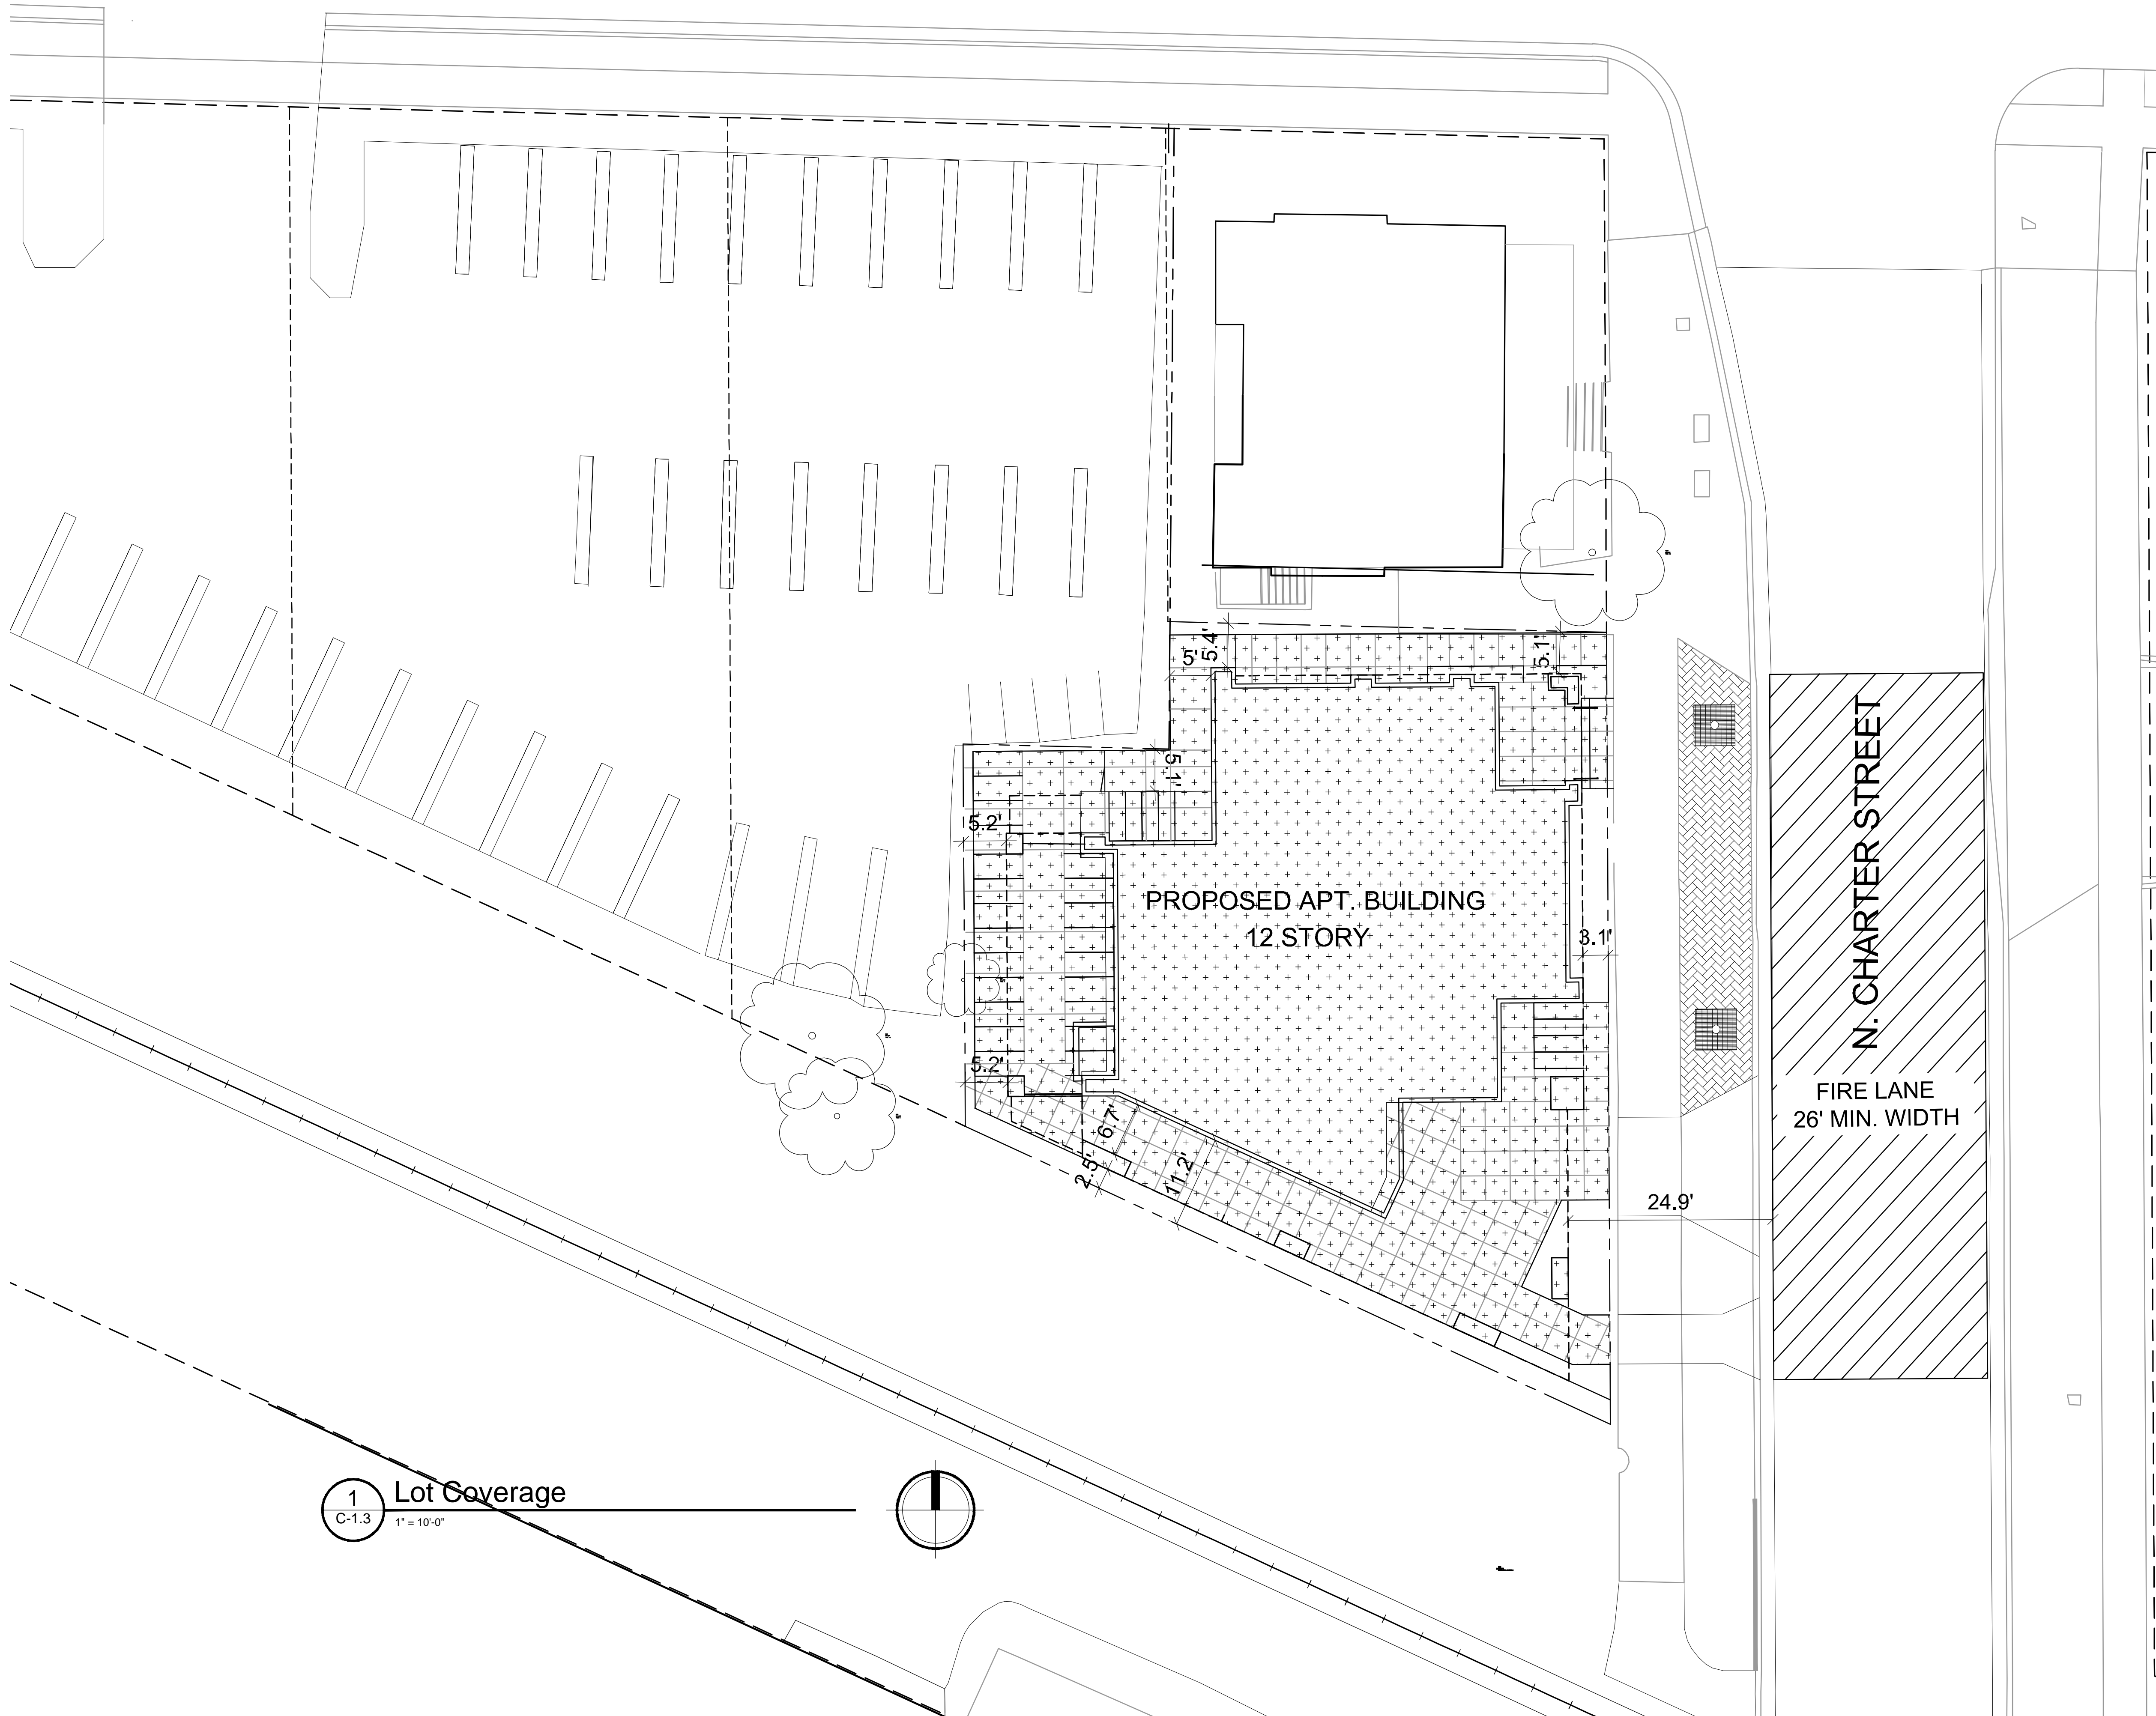 5.4'
5'
5.1'
5.1'
5.2'
PROPOSED APT. BUILDING
12 STORY
3.1'
N. CHARTER STREET
5.2'
6.7'
2.5'
11.2'
FIRE LANE
26' MIN. WIDTH
24.9'
1
C-1.3
Lot Coverage
1" = 10'-0"